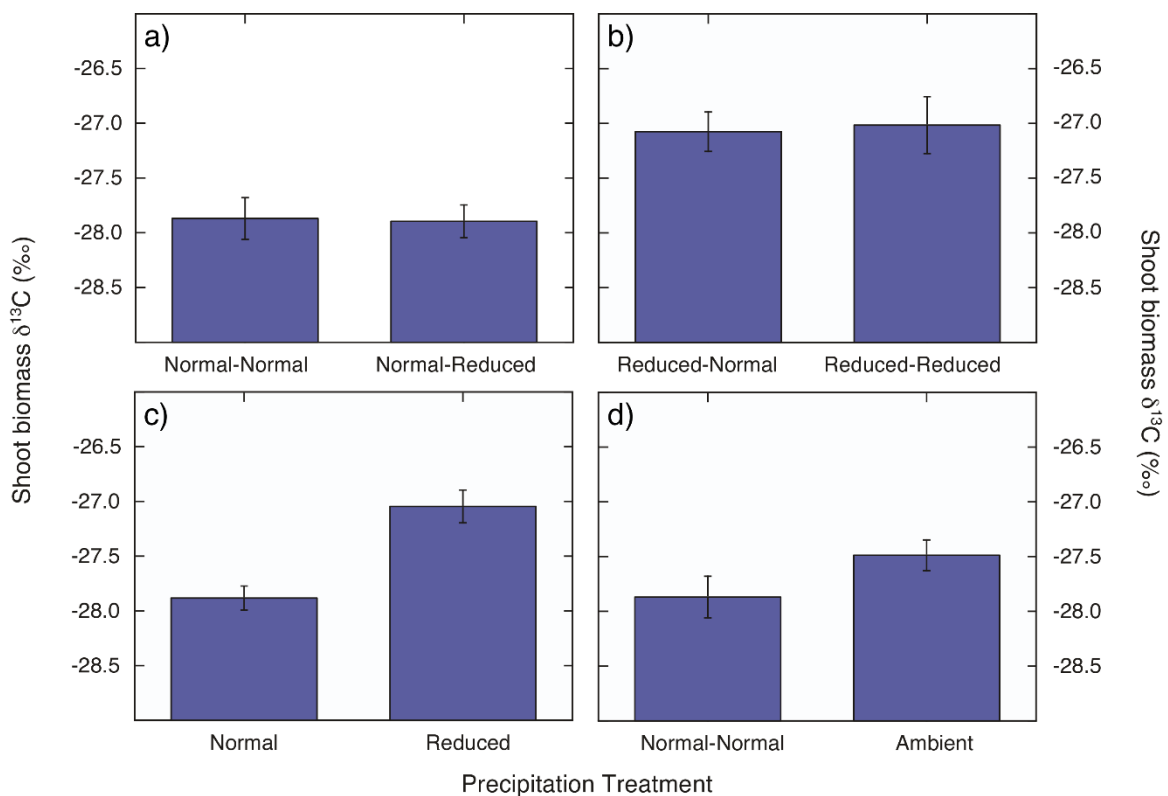 a)
b)
-26.5
-27.0
-27.5
-28.0
-28.5
-26.5
-27.0
-27.5
-28.0
-28.5
Normal-Normal
Normal-Reduced
Reduced-Normal
Reduced-Reduced
Shoot biomass δ¹³C (‰)
Shoot biomass δ¹³C (‰)
c)
d)
-26.5
-27.0
-27.5
-28.0
-28.5
-26.5
-27.0
-27.5
-28.0
-28.5
Normal
Reduced
Normal-Normal
Ambient
Precipitation Treatment